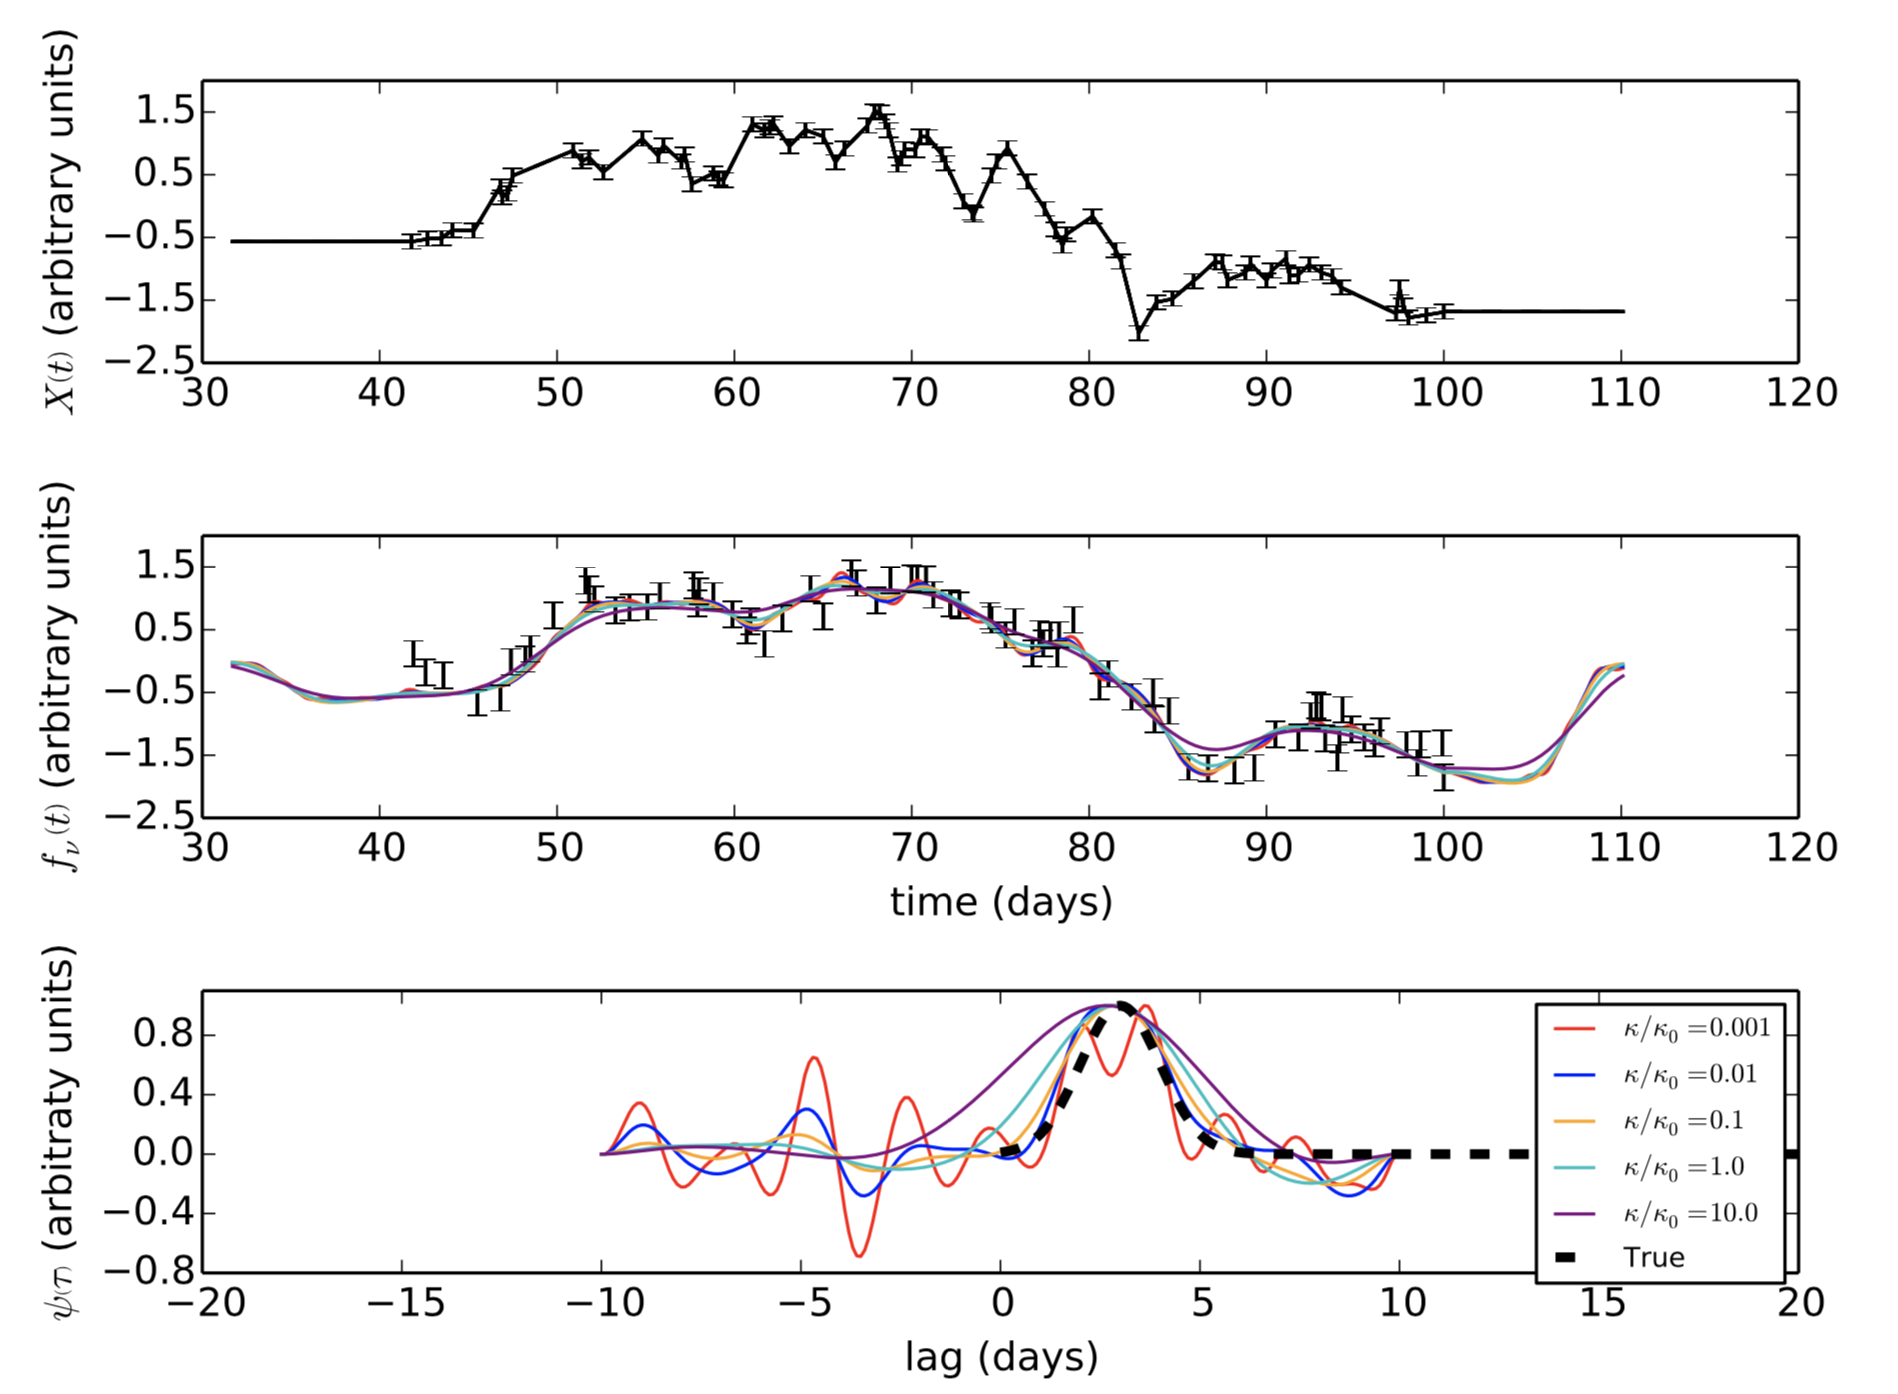 X(t) (arbitrary units)
1.5
0.5
−0.5
−1.5
−2.5
30 40 50 60 70 80 90 100 110 120
fν(t) (arbitrary units)
1.5
0.5
−0.5
−1.5
−2.5
30 40 50 60 70 80 90 100 110 120
time (days)
ψ(τ) (arbitraty units)
0.8
0.4
0.0
−0.4
−0.8
κ/κ0 =0.001
κ/κ0 =0.01
κ/κ0 =0.1
κ/κ0 =1.0
κ/κ0 =10.0
True
−20 −15 −10 −5 0 5 10 15 20
lag (days)